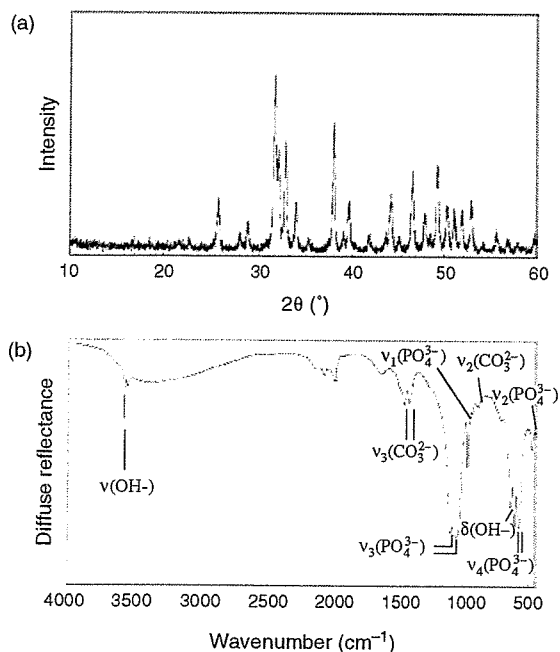 (a)
Intensity
10 20 30 40 50 60
2θ (˚)
(b)
ν₁(PO₄³⁻)
ν₂(CO₃²⁻)
ν₂(PO₄³⁻)
ν₃(CO₃²⁻)
ν(OH-)
δ(OH–)
ν₃(PO₄³⁻)
ν₄(PO₄³⁻)
Diffuse reflectance
4000 3500 3000 2500 2000 1500 1000 500
Wavenumber (cm⁻¹)